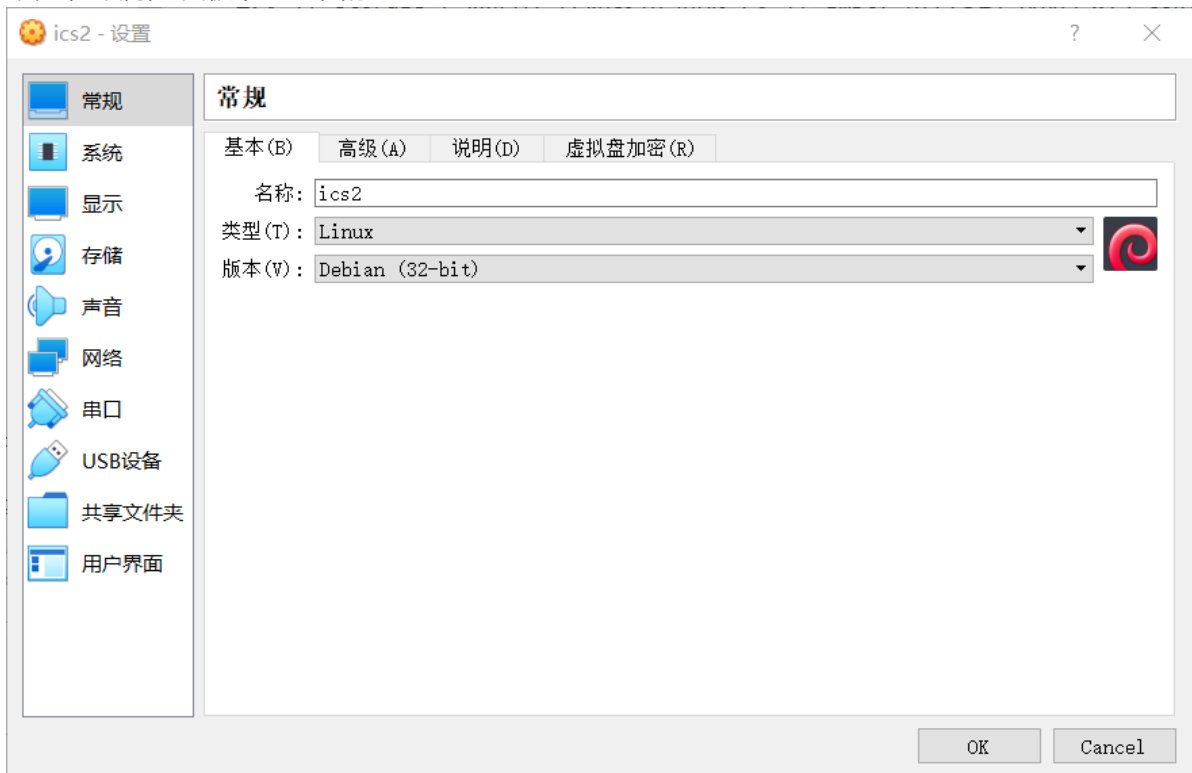 ics2 - 设置
?
常规
系统
显示
存储
声音
网络
串口
USB设备
共享文件夹
用户界面
常规
基本(B) 高级(A) 说明(D) 虚拟盘加密(R)
名称: ics2
类型(T): Linux
版本(V): Debian (32-bit)
OK Cancel